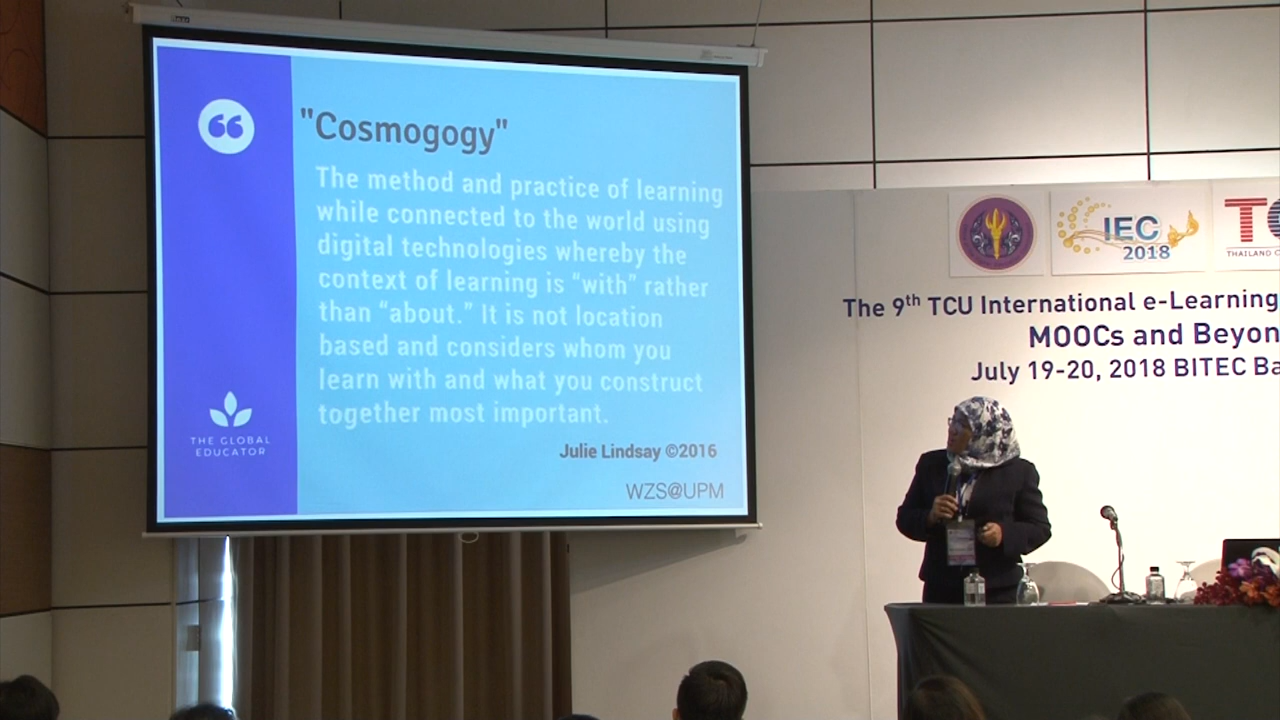 "Cosmogogy"
The method and practice of learning
while connected to the world using
digital technologies whereby the
context of learning is “with” rather
than “about.” It is not location
based and considers whom you
learn with and what you construct
together most important.
Julie Lindsay ©2016
WZS@UPM
THE GLOBAL
EDUCATOR
IEC
2018
THAILAND
The 9th TCU International e-Learning
MOOCs and Beyon
July 19-20, 2018 BITEC Ba